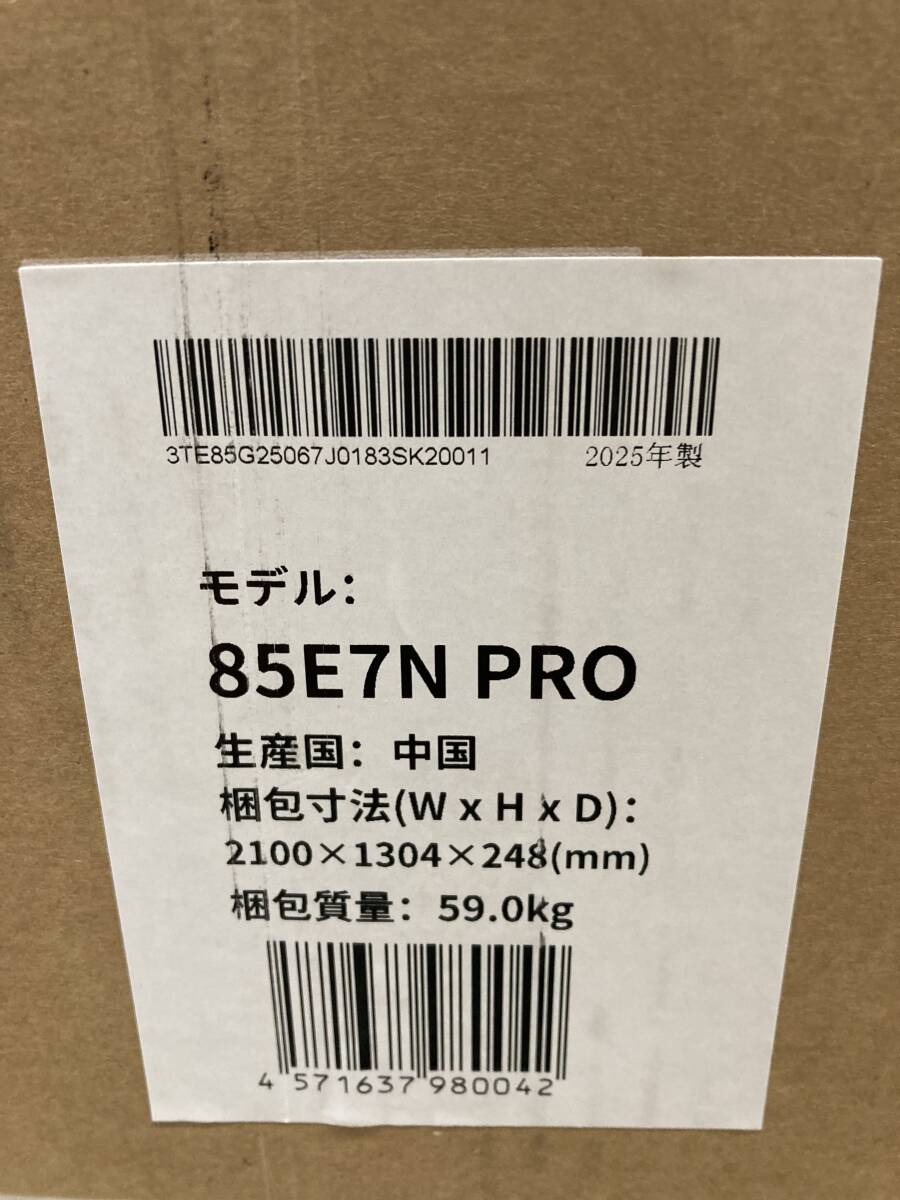 3TE85G25067J0183SK20011 2025年製
モデル:
85E7N PRO
生産国: 中国
梱包寸法(W x H x D):
2100×1304×248(mm)
梱包質量: 59.0kg
4 571637 980042